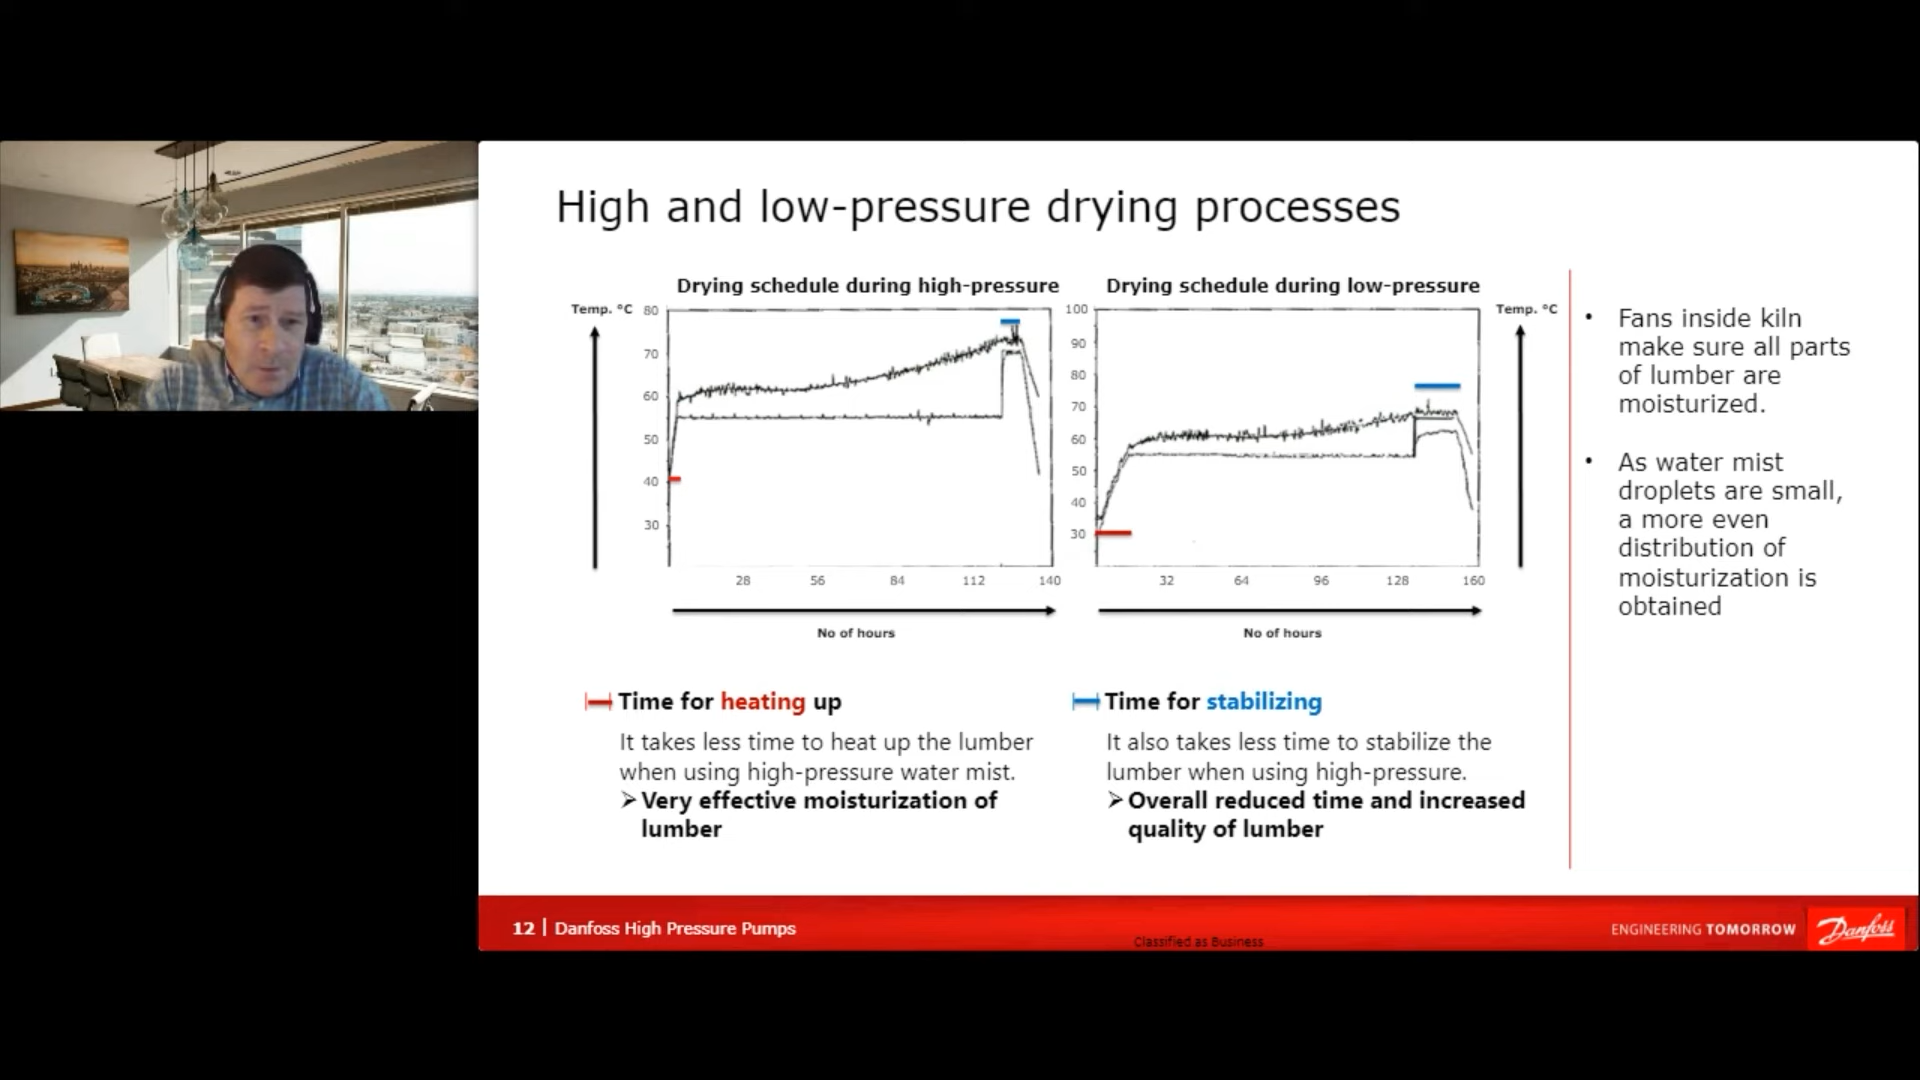 High and low-pressure drying processes
Drying schedule during high-pressure
Temp. °C
80
70
60
50
40
30
28 56 84 112 140
No of hours
Drying schedule during low-pressure
Temp. °C
100
90
80
70
60
50
40
30
32 64 96 128 160
No of hours
• Fans inside kiln
make sure all parts
of lumber are
moisturized.
• As water mist
droplets are small,
a more even
distribution of
moisturization is
obtained
Time for heating up
It takes less time to heat up the lumber
when using high-pressure water mist.
➢ Very effective moisturization of
lumber
Time for stabilizing
It also takes less time to stabilize the
lumber when using high-pressure.
➢ Overall reduced time and increased
quality of lumber
12 | Danfoss High Pressure Pumps
Classified as Business
ENGINEERING TOMORROW
Danfoss